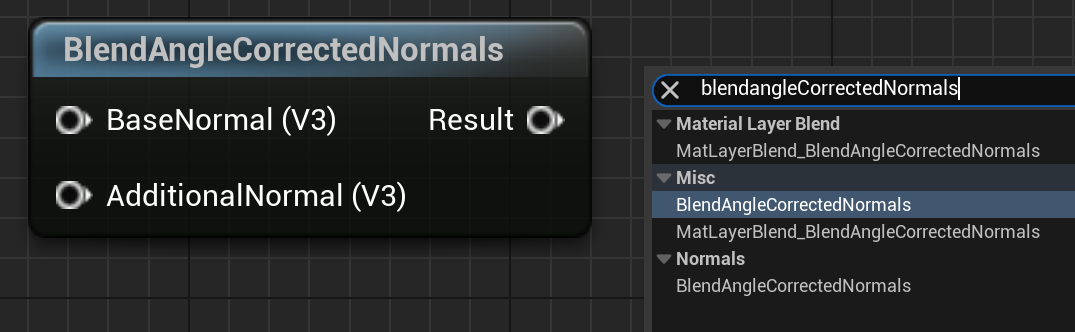 BlendAngleCorrectedNormals
BaseNormal (V3)
Result
AdditionalNormal (V3)
blendangleCorrectedNormals
Material Layer Blend
MatLayerBlend_BlendAngleCorrectedNormals
Misc
BlendAngleCorrectedNormals
MatLayerBlend_BlendAngleCorrectedNormals
Normals
BlendAngleCorrectedNormals